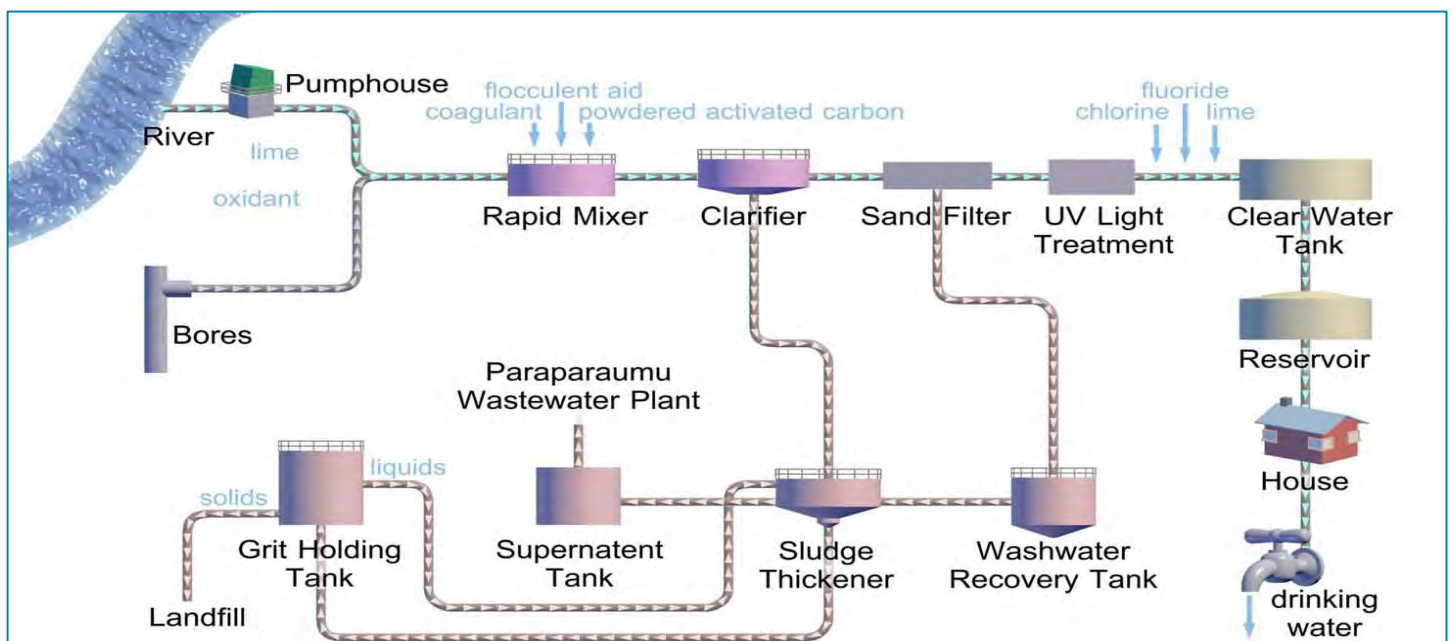 Pumphouse
River
lime
oxidant
Bores
flocculent aid
coagulant
powdered activated carbon
Rapid Mixer
Clarifier
Sand Filter
UV Light
Treatment
fluoride
chlorine
lime
Clear Water
Tank
Reservoir
House
drinking
water
Paraparaumu
Wastewater Plant
liquids
solids
Grit Holding
Tank
Landfill
Supernatent
Tank
Sludge
Thickener
Washwater
Recovery Tank